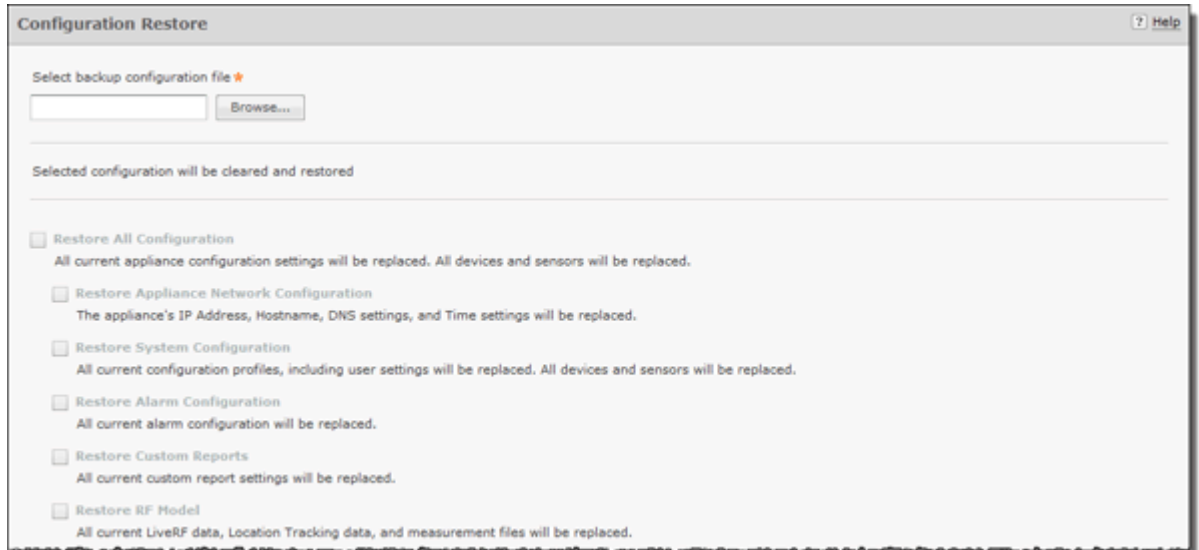 Configuration Restore
? Help
Select backup configuration file*
Browse...
Selected configuration will be cleared and restored
Restore All Configuration
All current appliance configuration settings will be replaced. All devices and sensors will be replaced.
Restore Appliance Network Configuration
The appliance's IP Address, Hostname, DNS settings, and Time settings will be replaced.
Restore System Configuration
All current configuration profiles, including user settings will be replaced. All devices and sensors will be replaced.
Restore Alarm Configuration
All current alarm configuration will be replaced.
Restore Custom Reports
All current custom report settings will be replaced.
Restore RF Model
All current LiveRF data, Location Tracking data, and measurement files will be replaced.